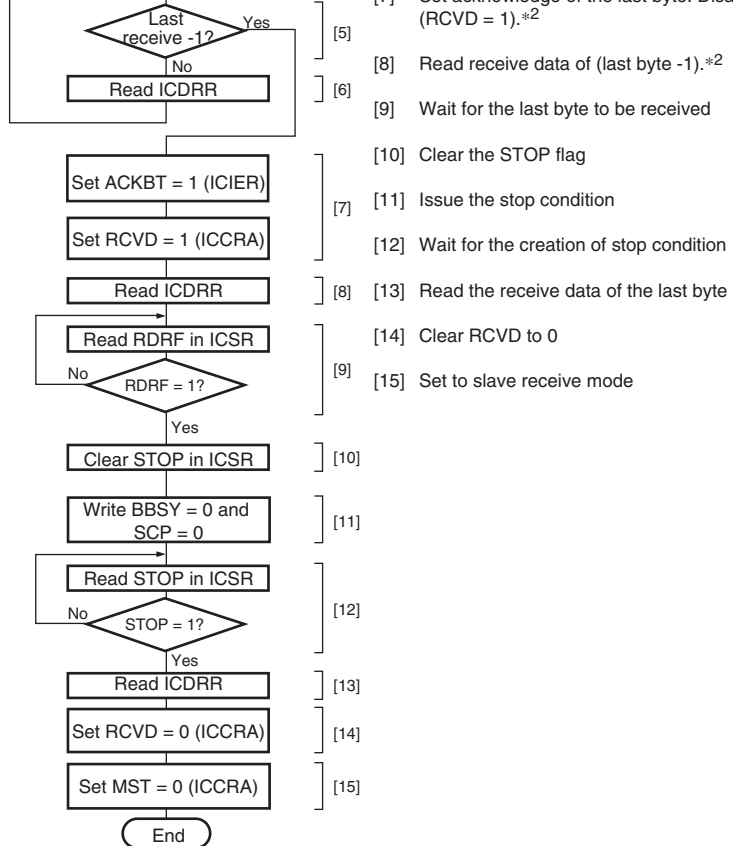 Last
receive -1?
Yes
No
[5]
Read ICDRR
[6]
Set ACKBT = 1 (ICIER)
Set RCVD = 1 (ICCRA)
[7]
Read ICDRR
[8]
Read RDRF in ICSR
No
RDRF = 1?
[9]
Yes
Clear STOP in ICSR
[10]
Write BBSY = 0 and
SCP = 0
[11]
Read STOP in ICSR
No
STOP = 1?
[12]
Yes
Read ICDRR
[13]
Set RCVD = 0 (ICCRA)
[14]
Set MST = 0 (ICCRA)
[15]
End
(RCVD = 1).*2
[8] Read receive data of (last byte -1).*2
[9] Wait for the last byte to be received
[10] Clear the STOP flag
[11] Issue the stop condition
[12] Wait for the creation of stop condition
[13] Read the receive data of the last byte
[14] Clear RCVD to 0
[15] Set to slave receive mode